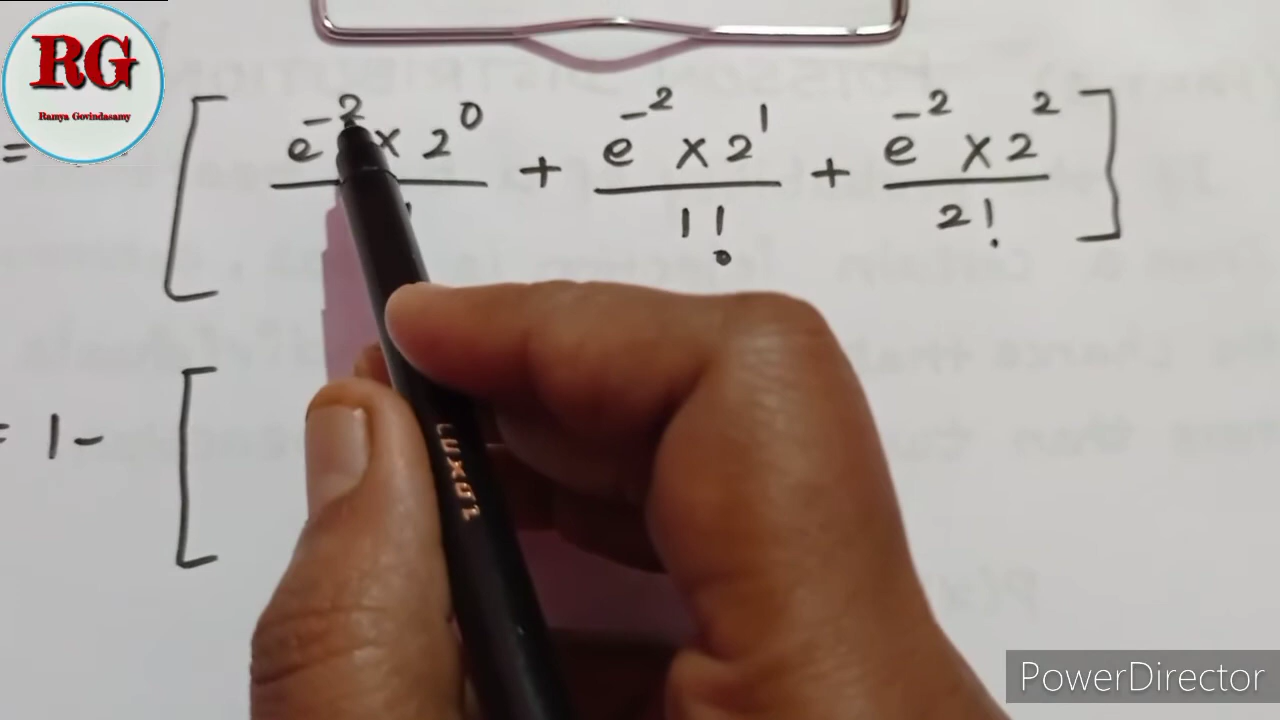 RG
Ramya Govindasamy
= [ e^-2 x 2^0 / ! + e^-2 x 2^1 / 1! + e^-2 x 2^2 / 2! ]
= 1 - [
LUXOR
PowerDirector